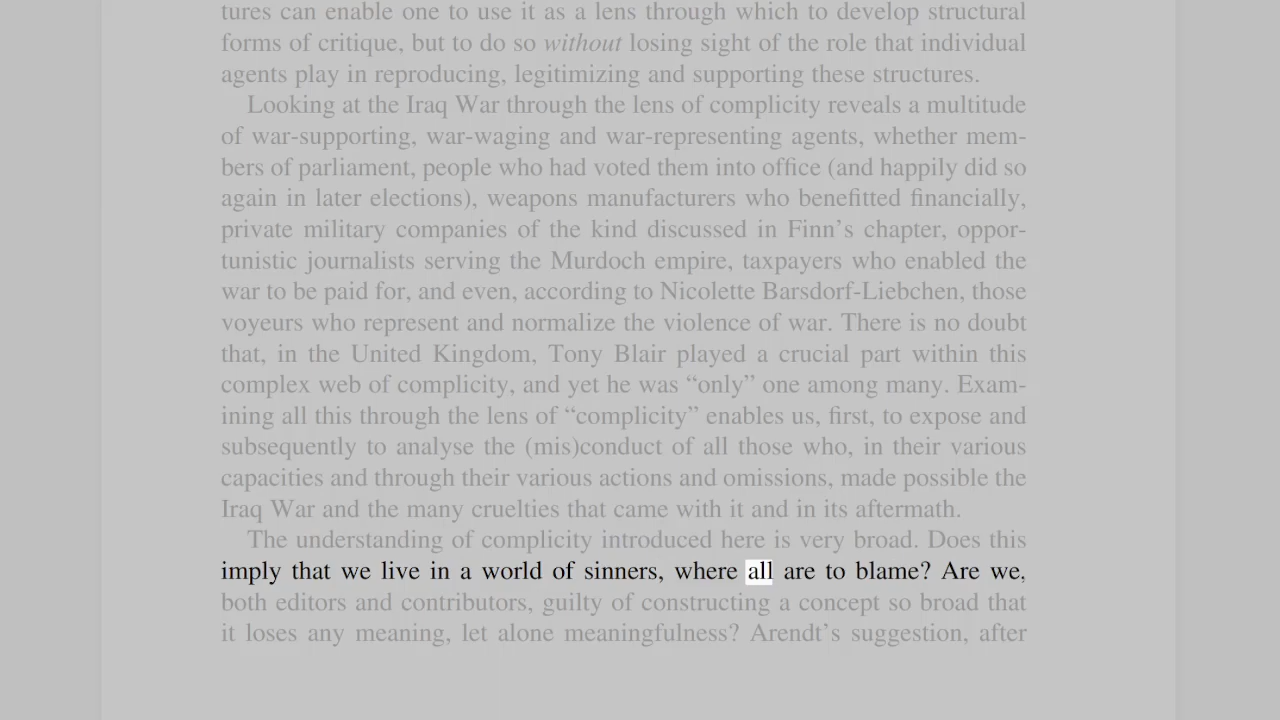 tures can enable one to use it as a lens through which to develop structural
forms of critique, but to do so without losing sight of the role that individual
agents play in reproducing, legitimizing and supporting these structures.
Looking at the Iraq War through the lens of complicity reveals a multitude
of war-supporting, war-waging and war-representing agents, whether mem-
bers of parliament, people who had voted them into office (and happily did so
again in later elections), weapons manufacturers who benefitted financially,
private military companies of the kind discussed in Finn’s chapter, oppor-
tunistic journalists serving the Murdoch empire, taxpayers who enabled the
war to be paid for, and even, according to Nicolette Barsdorf-Liebchen, those
voyeurs who represent and normalize the violence of war. There is no doubt
that, in the United Kingdom, Tony Blair played a crucial part within this
complex web of complicity, and yet he was “only” one among many. Exam-
ining all this through the lens of “complicity” enables us, first, to expose and
subsequently to analyse the (mis)conduct of all those who, in their various
capacities and through their various actions and omissions, made possible the
Iraq War and the many cruelties that came with it and in its aftermath.
The understanding of complicity introduced here is very broad. Does this
imply that we live in a world of sinners, where all are to blame? Are we,
both editors and contributors, guilty of constructing a concept so broad that
it loses any meaning, let alone meaningfulness? Arendt’s suggestion, after